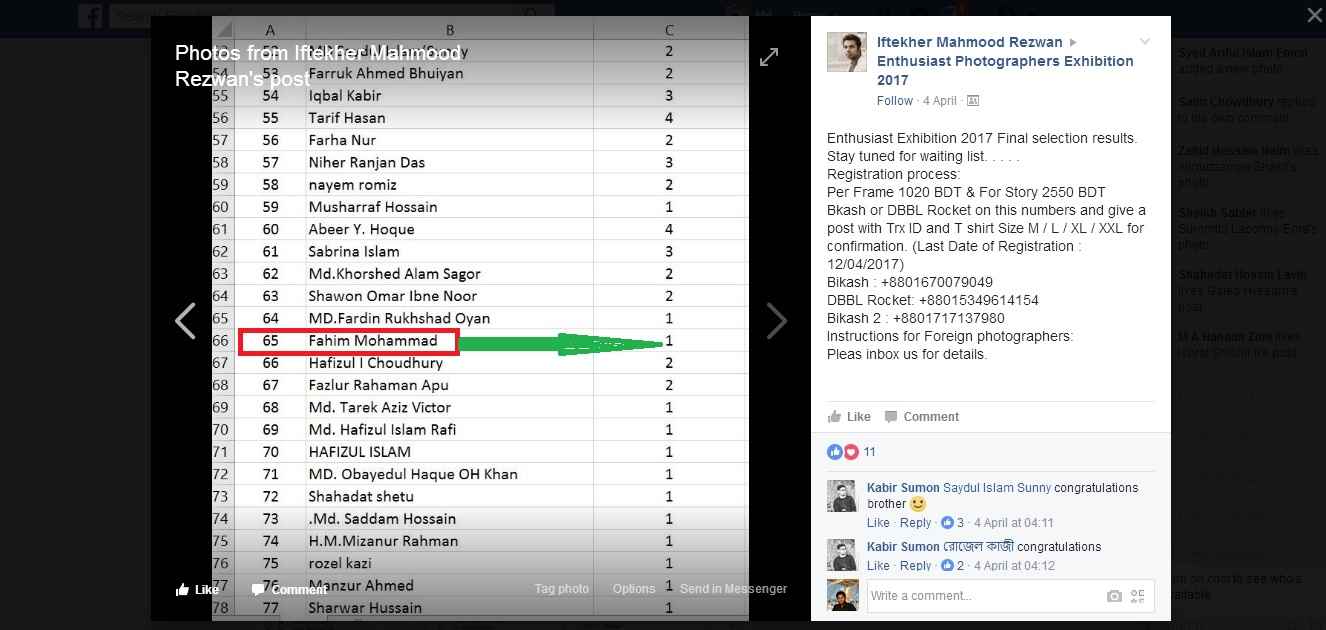 A B C
Photos from Iftekher Mahmood
Rezwan's post
2
54 53 Farruk Ahmed Bhuiyan 2
55 54 Iqbal Kabir 3
56 55 Tarif Hasan 4
57 56 Farha Nur 2
58 57 Niher Ranjan Das 3
59 58 nayem romiz 2
60 59 Musharraf Hossain 1
61 60 Abeer Y. Hoque 4
62 61 Sabrina Islam 3
63 62 Md.Khorshed Alam Sagor 2
64 63 Shawon Omar Ibne Noor 2
65 64 MD.Fardin Rukhshad Oyan 1
66 65 Fahim Mohammad 1
67 66 Hafizul I Choudhury 2
68 67 Fazlur Rahaman Apu 2
69 68 Md. Tarek Aziz Victor 1
70 69 Md. Hafizul Islam Rafi 1
71 70 HAFIZUL ISLAM 1
72 71 MD. Obayedul Haque OH Khan 1
73 72 Shahadat shetu 1
74 73 .Md. Saddam Hossain 1
75 74 H.M.Mizanur Rahman 1
76 75 rozel kazi 1
77 76 Manzur Ahmed 1
78 77 Sharwar Hussain 1
Like Comment Tag photo Options Send in Messenger
Iftekher Mahmood Rezwan
Enthusiast Photographers Exhibition
2017
Follow · 4 April ·
Enthusiast Exhibition 2017 Final selection results.
Stay tuned for waiting list. . . . .
Registration process:
Per Frame 1020 BDT & For Story 2550 BDT
Bkash or DBBL Rocket on this numbers and give a
post with Trx ID and T shirt Size M / L / XL / XXL for
confirmation. (Last Date of Registration :
12/04/2017)
Bikash : +8801670079049
DBBL Rocket: +88015349614154
Bikash 2 : +8801717137980
Instructions for Foreign photographers:
Pleas inbox us for details.
Like Comment
11
Kabir Sumon Saydul Islam Sunny congratulations
brother
Like · Reply · 3 · 4 April at 04:11
Kabir Sumon রোজেল কাজী congratulations
Like · Reply · 2 · 4 April at 04:12
Write a comment...